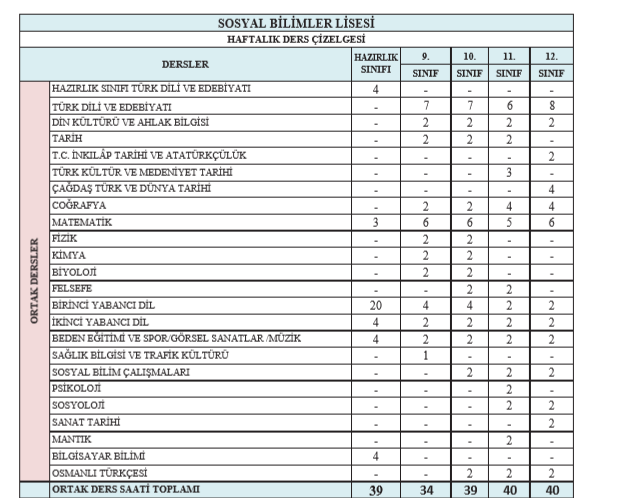 SOSYAL BİLİMLER LİSESİ
HAFTALIK DERS ÇİZELGESİ
DERSLER HAZIRLIK SINIFI 9. SINIF 10. SINIF 11. SINIF 12. SINIF
ORTAK DERSLER
HAZIRLIK SINIFI TÜRK DİLİ VE EDEBİYATI 4 - - - -
TÜRK DİLİ VE EDEBİYATI - 7 7 6 8
DİN KÜLTÜRÜ VE AHLAK BİLGİSİ - 2 2 2 2
TARİH - 2 2 2 -
T.C. İNKILÂP TARİHİ VE ATATÜRKÇÜLÜK - - - - 2
TÜRK KÜLTÜR VE MEDENİYET TARİHİ - - - 3 -
ÇAĞDAŞ TÜRK VE DÜNYA TARİHİ - - - - 4
COĞRAFYA - 2 2 4 4
MATEMATİK 3 6 6 5 6
FİZİK - 2 2 - -
KİMYA - 2 2 - -
BİYOLOJİ - 2 2 - -
FELSEFE - - 2 2 -
BİRİNCİ YABANCI DİL 20 4 4 2 2
İKİNCİ YABANCI DİL 4 2 2 2 2
BEDEN EĞİTİMİ VE SPOR/GÖRSEL SANATLAR /MÜZİK 4 2 2 2 2
SAĞLIK BİLGİSİ VE TRAFİK KÜLTÜRÜ - 1 - - -
SOSYAL BİLİM ÇALIŞMALARI - - 2 2 2
PSİKOLOJİ - - - 2 -
SOSYOLOJİ - - - 2 2
SANAT TARİHİ - - - - 2
MANTIK - - - 2 -
BİLGİSAYAR BİLİMİ 4 - - - -
OSMANLI TÜRKÇESİ - - 2 2 2
ORTAK DERS SAATİ TOPLAMI 39 34 39 40 40